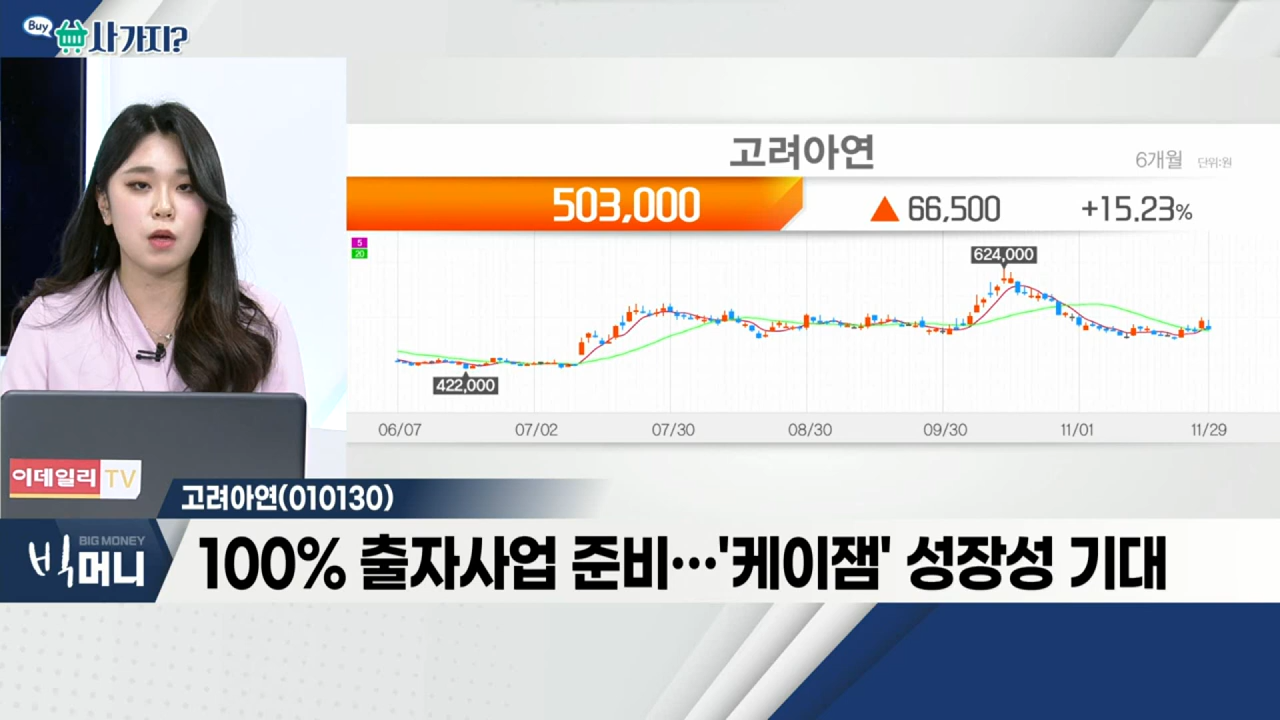 Buy
사가지?
고려아연
6개월 단위:원
503,000 ▲ 66,500 +15.23%
5
20
624,000
422,000
06/07 07/02 07/30 08/30 09/30 11/01 11/29
이데일리 TV
고려아연(010130)
BIG MONEY
빅머니
100% 출자사업 준비…'케이잼' 성장성 기대